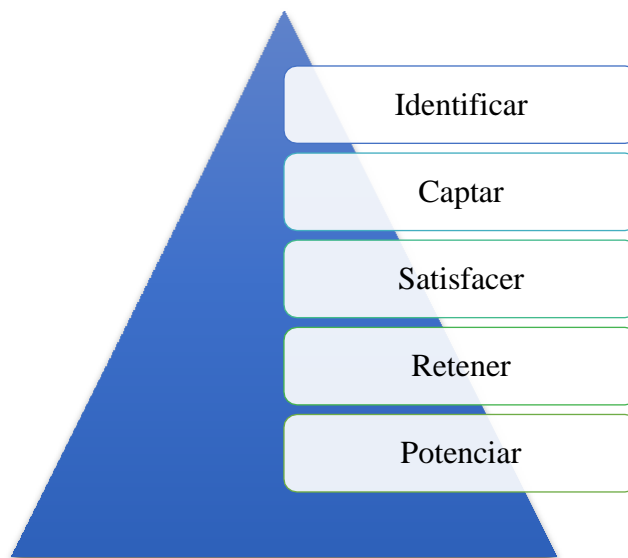 Identificar
Captar
Satisfacer
Retener
Potenciar